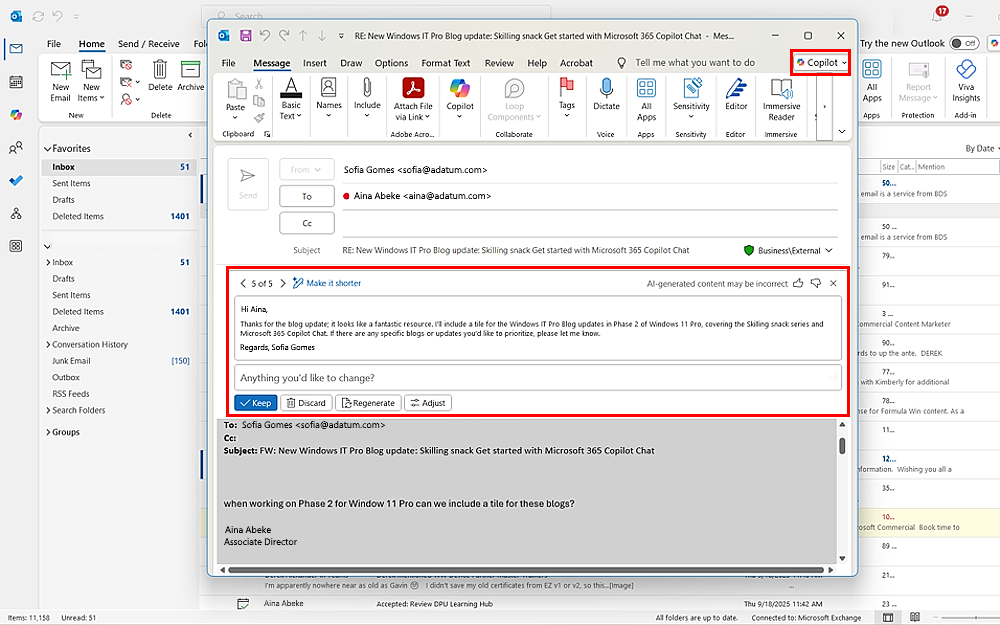 Search
17
RE: New Windows IT Pro Blog update: Skilling snack Get started with Microsoft 365 Copilot Chat - Mes...
File Home Send / Receive Fol
Try the new Outlook Off
File Message Insert Draw Options Format Text Review Help Acrobat Tell me what you want to do Copilot
New Email
New Items
Delete
Archive
New
Delete
Paste
Clipboard
Basic Text
Names
Include
Attach File via Link
Adobe Acro...
Copilot
Loop Components
Collaborate
Tags
Dictate
Voice
All Apps
Apps
Sensitivity
Sensitivity
Editor
Editor
Immersive Reader
Immersive
All Apps
Apps
Report Message
Protection
Viva Insights
Add-in
Favorites
Inbox 51
Sent Items
Drafts
Deleted Items 1401
Inbox 51
Drafts
Sent Items
Deleted Items 1401
Archive
Conversation History
Junk Email [150]
Outbox
RSS Feeds
Search Folders
Groups
Send
From
Sofia Gomes <sofia@adatum.com>
To
Aina Abeke <aina@adatum.com>
Cc
Subject
RE: New Windows IT Pro Blog update: Skilling snack Get started with Microsoft 365 Copilot Chat
Business\External
5 of 5 Make it shorter
AI-generated content may be incorrect
Hi Aina,
Thanks for the blog update; it looks like a fantastic resource. I'll include a tile for the Windows IT Pro Blog updates in Phase 2 of Windows 11 Pro, covering the Skilling snack series and
Microsoft 365 Copilot Chat. If there are any specific blogs or updates you'd like to prioritize, please let me know.
Regards, Sofia Gomes
Anything you'd like to change?
Keep Discard Regenerate Adjust
To: Sofia Gomes <sofia@adatum.com>
Cc:
Subject: FW: New Windows IT Pro Blog update: Skilling snack Get started with Microsoft 365 Copilot Chat
when working on Phase 2 for Window 11 Pro can we include a tile for these blogs?
Aina Abeke
Associate Director
By Date
Size Cat... Mention
50...
email is a service from BDS
50 ...
email is a service from BDS
79...
91...
3 ...
Commercial Content Marketer
90...
rds to up the ante. DEREK
77...
with Kimberly for additional
78...
nse for Formula Win content. As a
11...
12...
nformation. Wishing you all a
35...
10...
osoft Commercial Book time to
89 ...
21...
I'm apparently nowhere near as old as Gavin I didn't save my old certificates from EZ v1 or v2, so this...[Image]
Aina Abeke Accepted: Review DPU Learning Hub Thu 9/18/2025 11:42 AM 23 ...
Items: 11,158 Unread: 51
All folders are up to date. Connected to: Microsoft Exchange